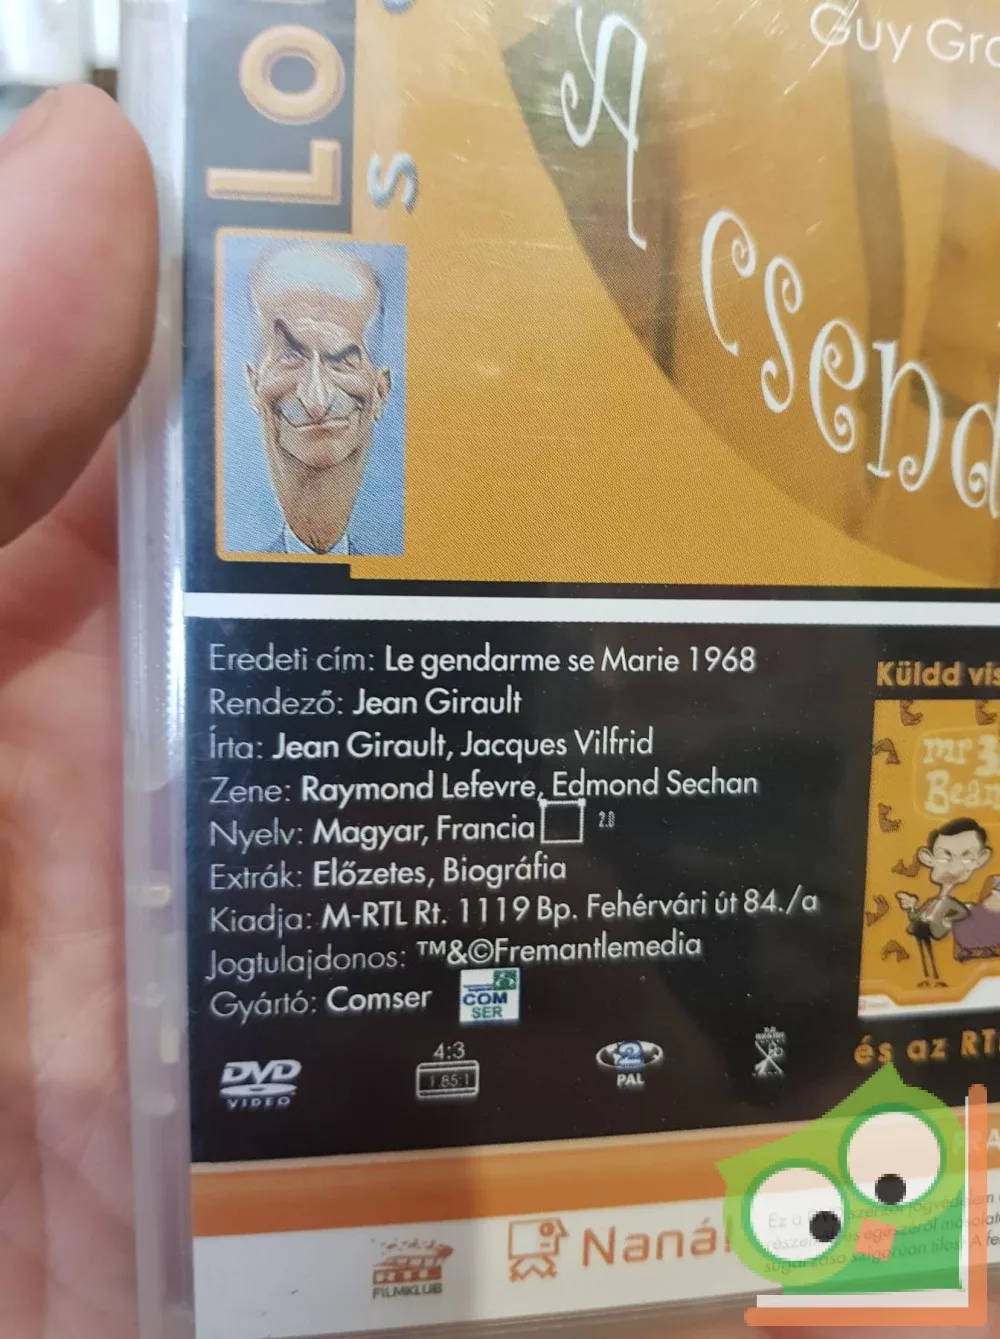 Lo
s
Guy Gra
A
csend
Eredeti cím: Le gendarme se Marie 1968
Rendező: Jean Girault
Írta: Jean Girault, Jacques Vilfrid
Zene: Raymond Lefevre, Edmond Sechan
Nyelv: Magyar, Francia 2.0
Extrák: Előzetes, Biográfia
Kiadja: M-RTL Rt. 1119 Bp. Fehérvári út 84./a
Jogtulajdonos: ™&©Fremantlemedia
Gyártó: Comser COM SER
Küldd vis
mr 3
Bean
és az RT
DVD
VIDEO
4:3
1.85:1
2
PAL
RTL
FILMKLUB
Naná!